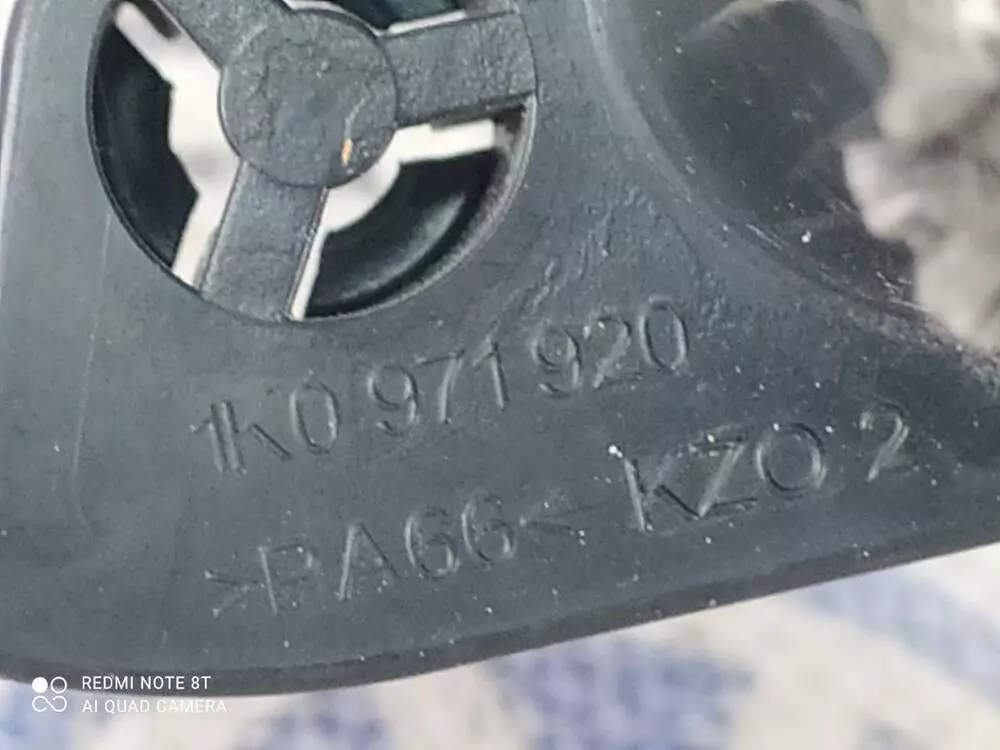 1K0 971 920
>PA66< KZO 2
REDMI NOTE 8T
AI QUAD CAMERA